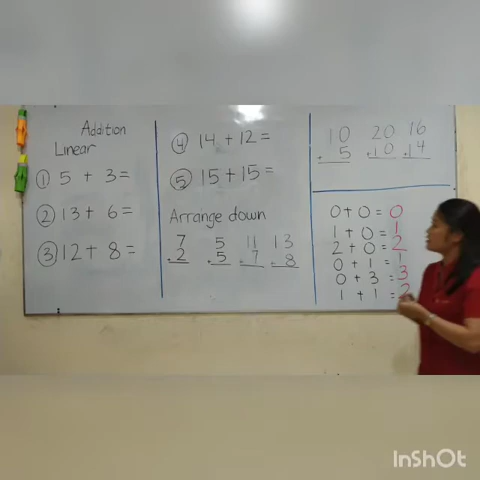 Addition
Linear
① 5 + 3 =
② 13 + 6 =
③ 12 + 8 =
④ 14 + 12 =
⑤ 15 + 15 =
Arrange down
7 5 11 13
+2 +5 +7 +8
10 20 16
+5 +10 +14
0 + 0 = 0
1 + 0 = 1
2 + 0 = 2
0 + 1 = 1
0 + 3 = 3
1 + 1 = 2
InShOt